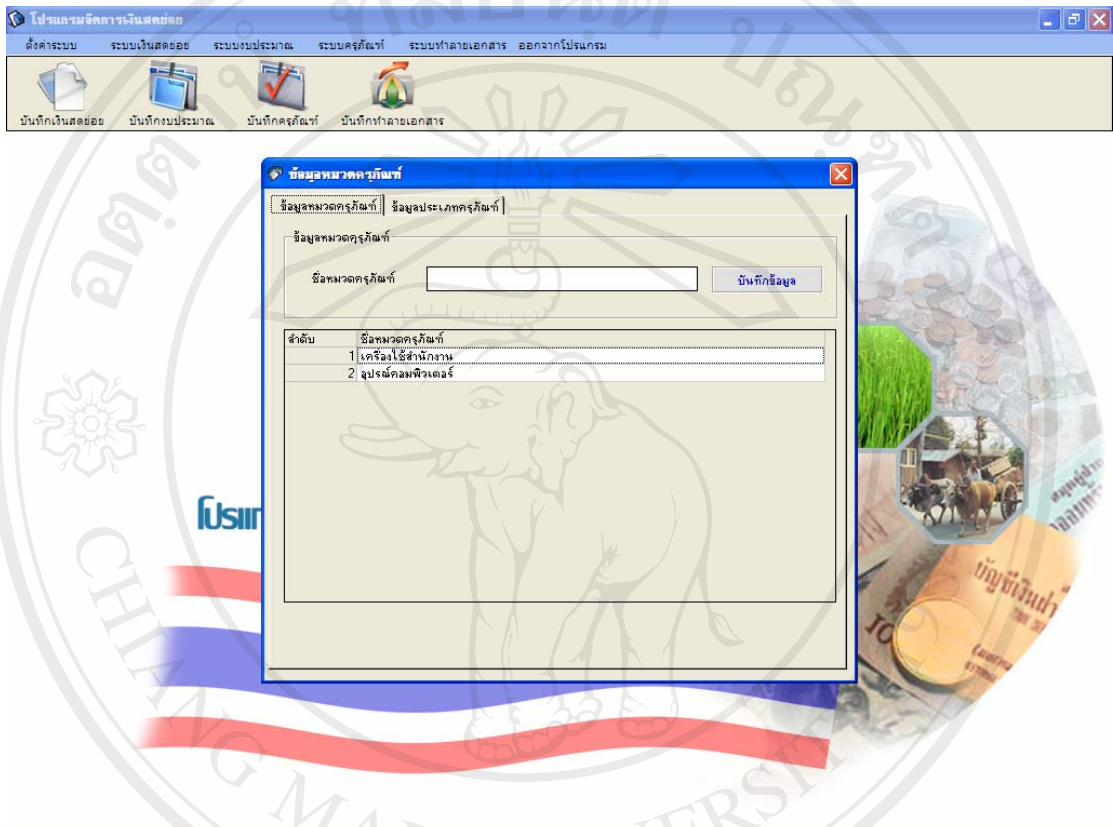 โปรแกรมจัดการเงินสดย่อย
ตั้งค่าระบบ ระบบเงินสดย่อย ระบบงบประมาณ ระบบครุภัณฑ์ ระบบทำลายเอกสาร ออกจากโปรแกรม
บันทึกเงินสดย่อย บันทึกงบประมาณ บันทึกครุภัณฑ์ บันทึกทำลายเอกสาร
ข้อมูลหมวดครุภัณฑ์
ข้อมูลหมวดครุภัณฑ์ ข้อมูลประเภทครุภัณฑ์
ข้อมูลหมวดครุภัณฑ์
ชื่อหมวดครุภัณฑ์ บันทึกข้อมูล
ลำดับ ชื่อหมวดครุภัณฑ์
1 เครื่องใช้สำนักงาน
2 อุปรณ์คอมพิวเตอร์
โปรแก
บัญชีเงินฝา
CHIANG MA UNIVERSIT